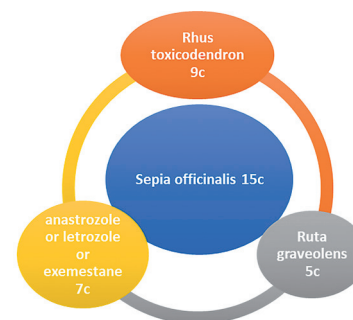 Rhus
toxicodendron
9c
Sepia officinalis 15c
anastrozole
or letrozole
or
exemestane
7c
Ruta
graveolens
5c